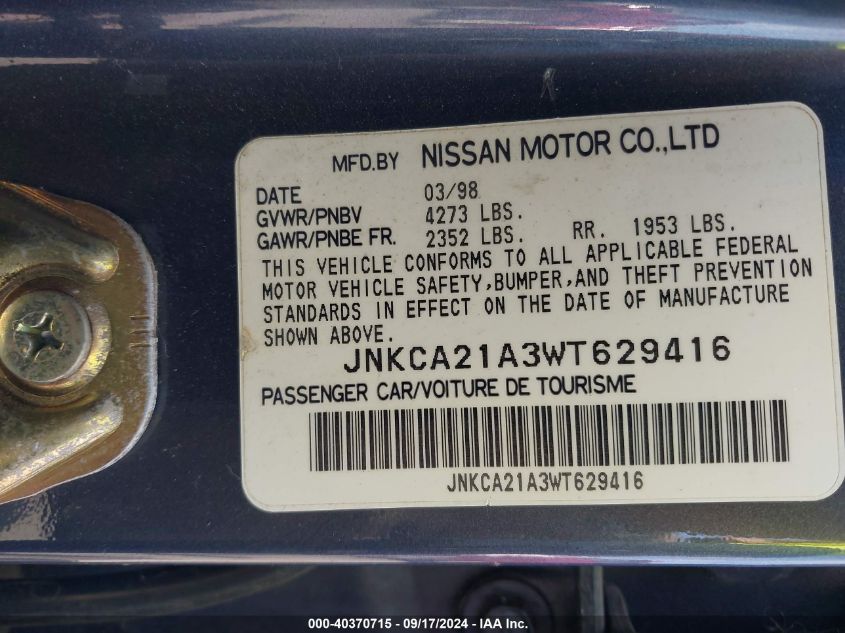 MFD.BY NISSAN MOTOR CO.,LTD
DATE 03/98
GVWR/PNBV 4273 LBS.
GAWR/PNBE FR. 2352 LBS. RR. 1953 LBS.
THIS VEHICLE CONFORMS TO ALL APPLICABLE FEDERAL
MOTOR VEHICLE SAFETY,BUMPER,AND THEFT PREVENTION
STANDARDS IN EFFECT ON THE DATE OF MANUFACTURE
SHOWN ABOVE.
JNKCA21A3WT629416
PASSENGER CAR/VOITURE DE TOURISME
JNKCA21A3WT629416
000-40370715 - 09/17/2024 - IAA Inc.